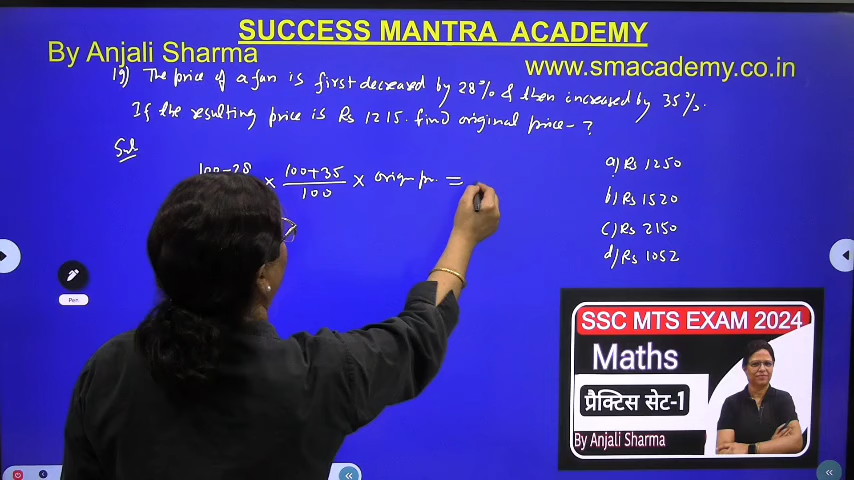 SUCCESS MANTRA ACADEMY
By Anjali Sharma
www.smacademy.co.in
19) The price of a fan is first decreased by 28% & then increased by 35%.
If the resulting price is Rs 1215. find original price - ?
Sol
100-28 × 100+35 / 100 × origin pr. =
a) Rs 1250
b) Rs 1520
c) Rs 2150
d) Rs 1052
Pen
SSC MTS EXAM 2024
Maths
प्रैक्टिस सेट-1
By Anjali Sharma